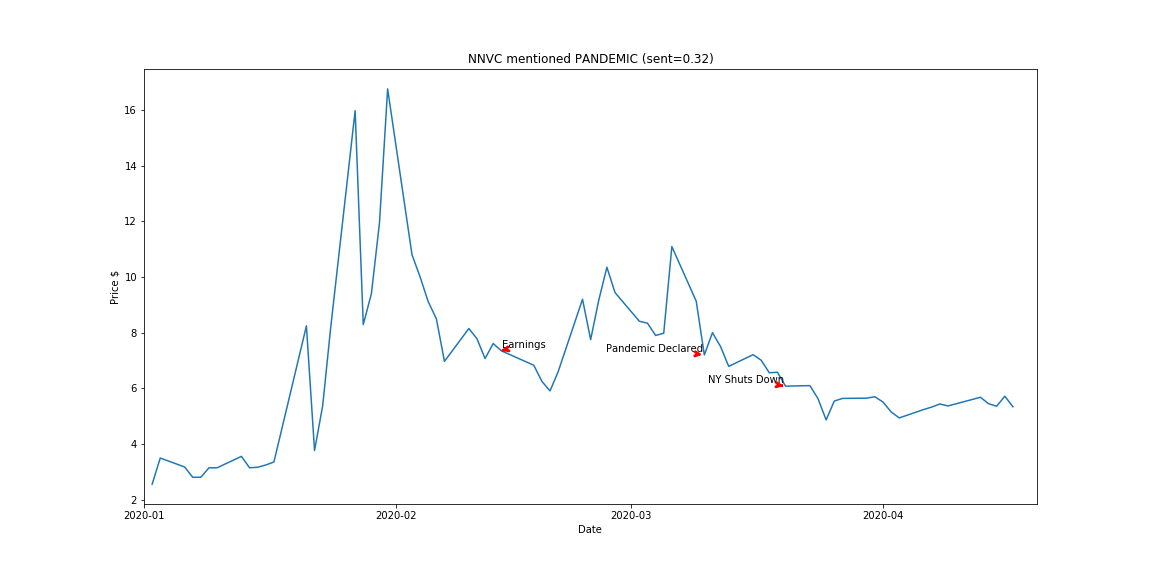 NNVC mentioned PANDEMIC (sent=0.32)
Price $
16
14
12
10
8
6
4
2
Earnings
Pandemic Declared
NY Shuts Down
2020-01 2020-02 2020-03 2020-04
Date